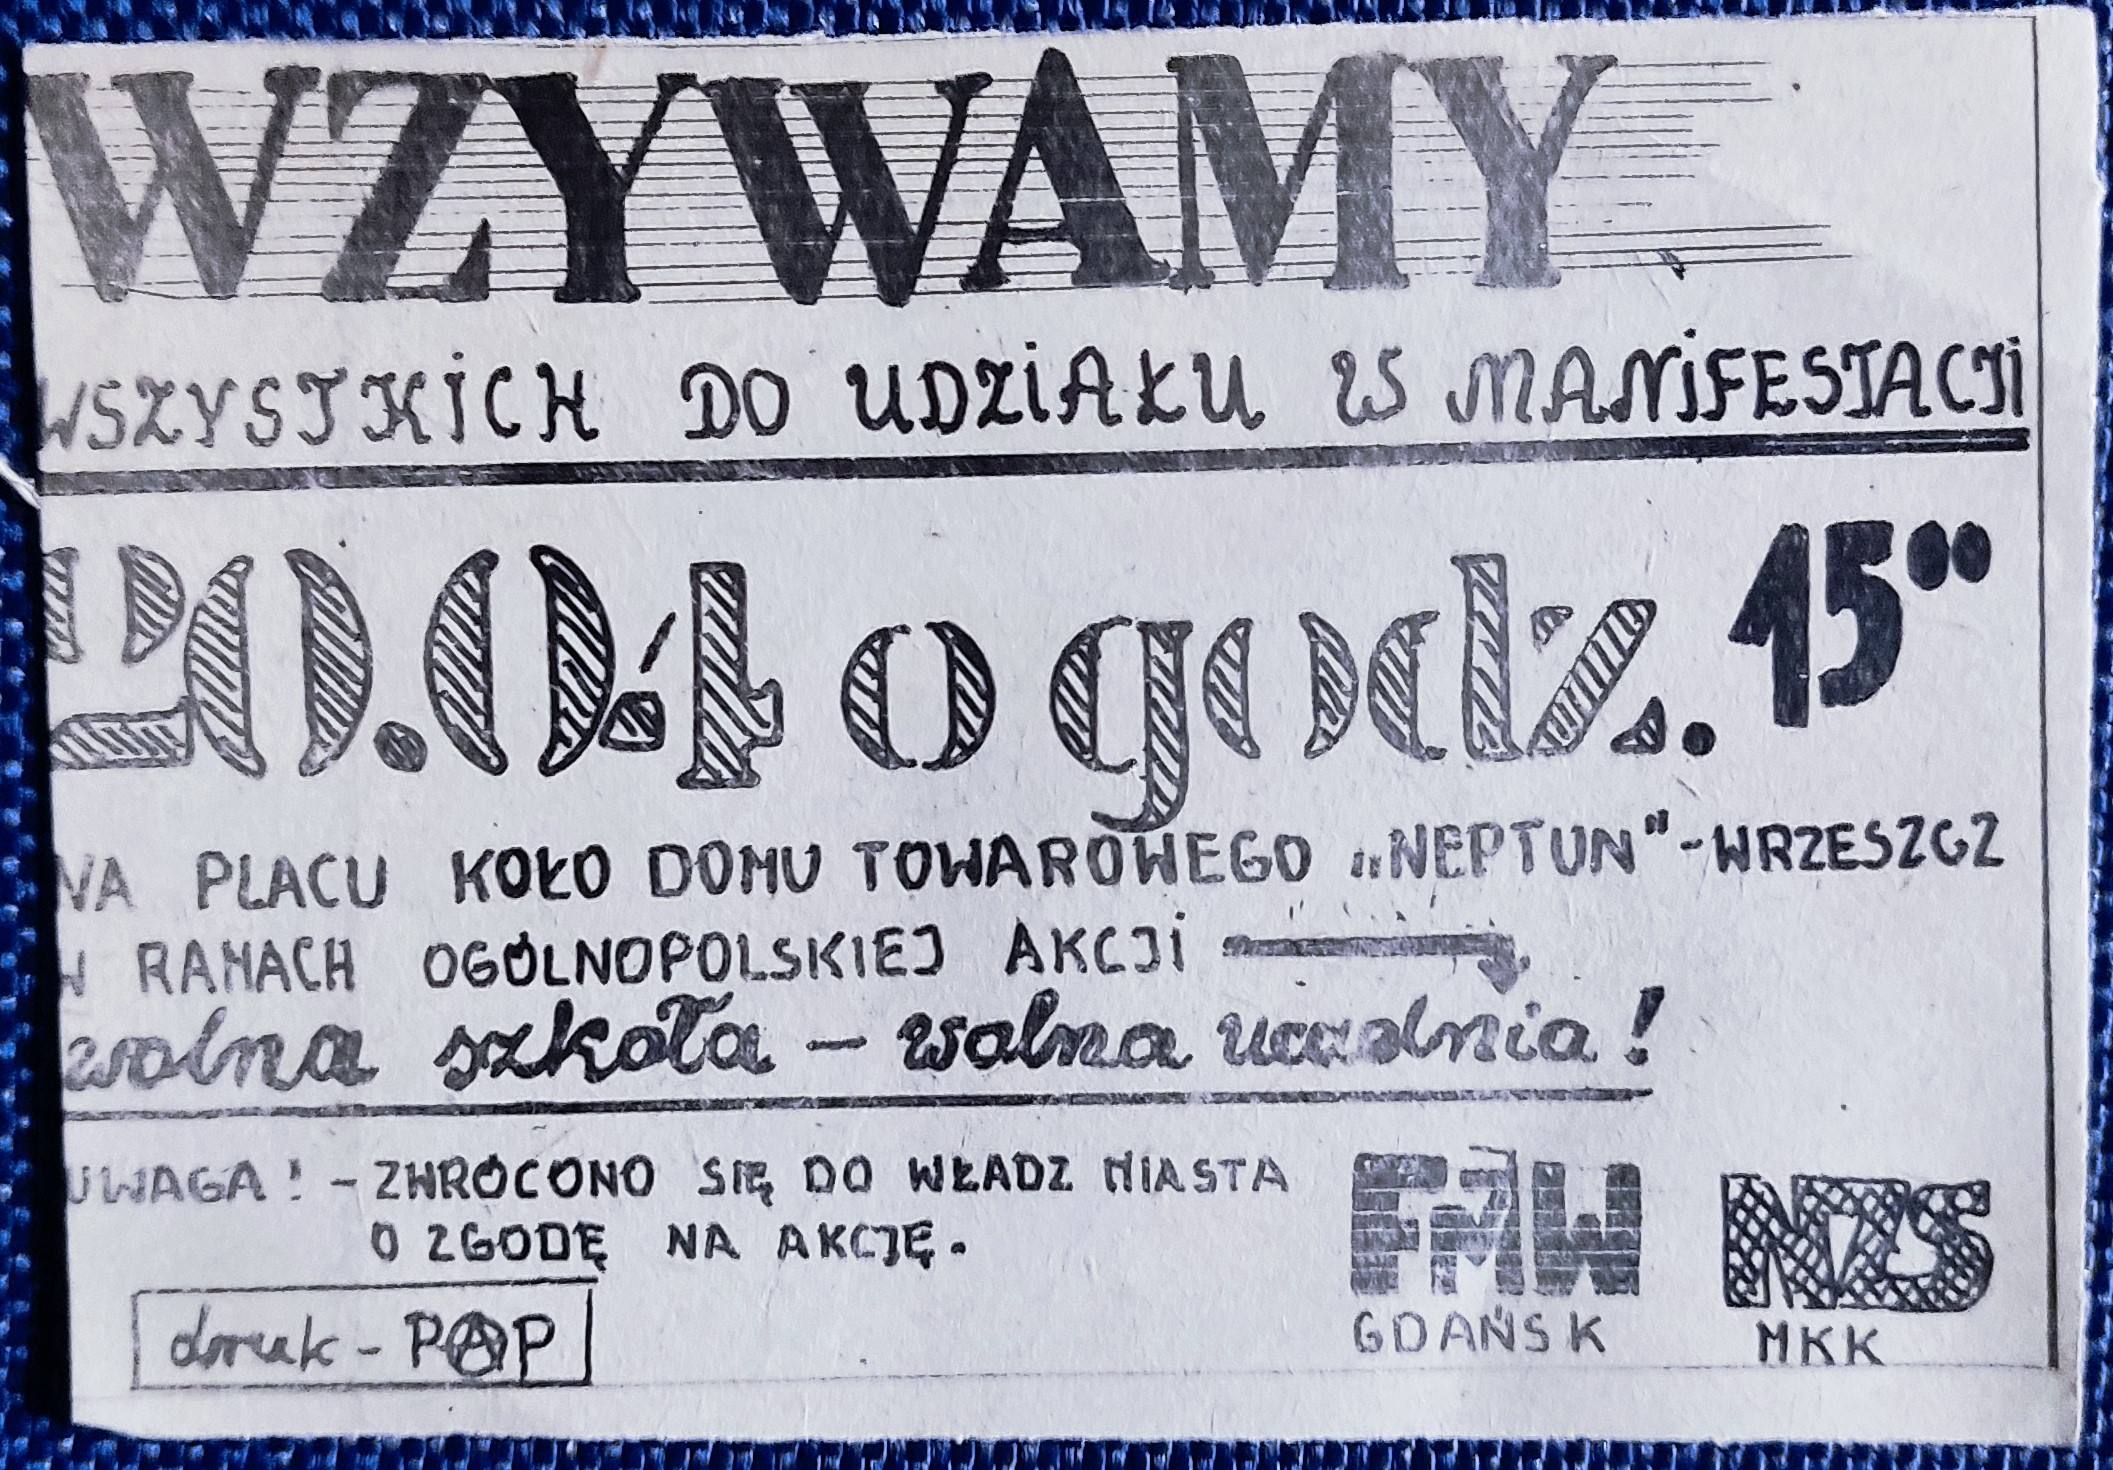 WZYWAMY
WSZYSTKiCH DO UDZiAŁU W MANiFESTACJi
20.04 o godz. 15⁰⁰
NA PLACU KOŁO DOMU TOWAROWEGO „NEPTUN"-WRZESZCZ
W RAMACH OGÓLNOPOLSKIEJ AKCJi
wolna szkoła – wolna uczelnia!
UWAGA! – ZWRÓCONO SIĘ DO WŁADZ MIASTA
O ZGODĘ NA AKCJĘ.
FMW NZS
GDAŃSK MKK
druk - PAP